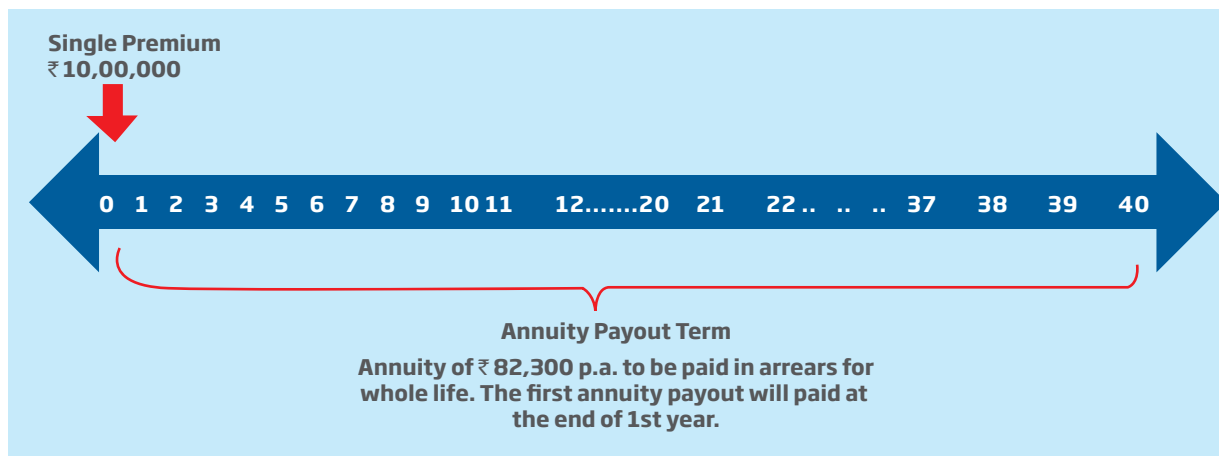 Single Premium
₹10,00,000
0 1 2 3 4 5 6 7 8 9 10 11 12.......20 21 22 .. .. .. 37 38 39 40
Annuity Payout Term
Annuity of ₹ 82,300 p.a. to be paid in arrears for
whole life. The first annuity payout will paid at
the end of 1st year.